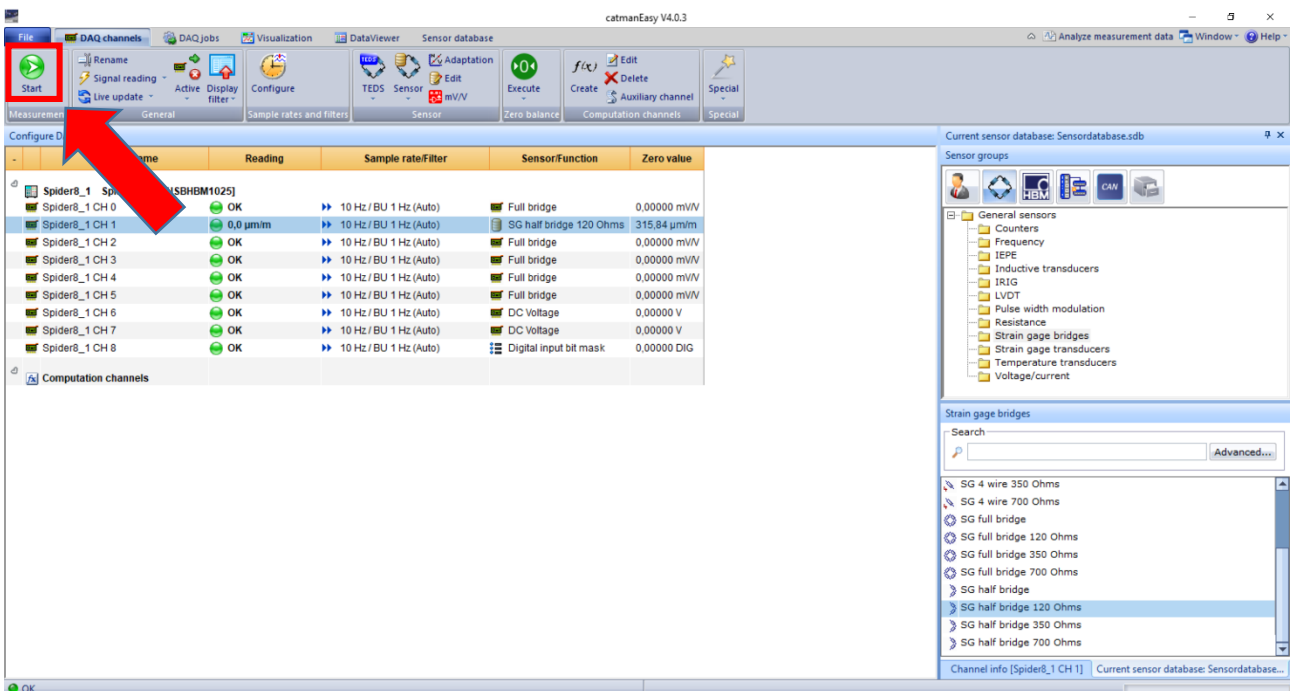 catmanEasy V4.0.3
File DAQ channels DAQ jobs Visualization DataViewer Sensor database Analyze measurement data Window Help
Start Rename Signal reading Live update Active Display filter Configure TEDS Sensor Adaptation Edit mV/V Execute f(x) Create Edit Delete Auxiliary channel Special
General Sample rates and filters Sensor Zero balance Computation channels Special
Current sensor database: Sensordatabase.sdb
- Reading Sample rate/Filter Sensor/Function Zero value
Spider8_1
Spider8_1 CH 0 OK 10 Hz / BU 1 Hz (Auto) Full bridge 0,00000 mV/V
Spider8_1 CH 1 0,0 µm/m 10 Hz / BU 1 Hz (Auto) SG half bridge 120 Ohms 315,84 µm/m
Spider8_1 CH 2 OK 10 Hz / BU 1 Hz (Auto) Full bridge 0,00000 mV/V
Spider8_1 CH 3 OK 10 Hz / BU 1 Hz (Auto) Full bridge 0,00000 mV/V
Spider8_1 CH 4 OK 10 Hz / BU 1 Hz (Auto) Full bridge 0,00000 mV/V
Spider8_1 CH 5 OK 10 Hz / BU 1 Hz (Auto) Full bridge 0,00000 mV/V
Spider8_1 CH 6 OK 10 Hz / BU 1 Hz (Auto) DC Voltage 0,00000 V
Spider8_1 CH 7 OK 10 Hz / BU 1 Hz (Auto) DC Voltage 0,00000 V
Spider8_1 CH 8 OK 10 Hz / BU 1 Hz (Auto) Digital input bit mask 0,00000 DIG
fx Computation channels
Sensor groups
HBM CAN
General sensors
Counters
Frequency
IEPE
Inductive transducers
IRIG
LVDT
Pulse width modulation
Resistance
Strain gage bridges
Strain gage transducers
Temperature transducers
Voltage/current
Strain gage bridges
Search
Advanced...
SG 4 wire 350 Ohms
SG 4 wire 700 Ohms
SG full bridge
SG full bridge 120 Ohms
SG full bridge 350 Ohms
SG full bridge 700 Ohms
SG half bridge
SG half bridge 120 Ohms
SG half bridge 350 Ohms
SG half bridge 700 Ohms
Channel info [Spider8_1 CH 1] Current sensor database: Sensordatabase...
OK